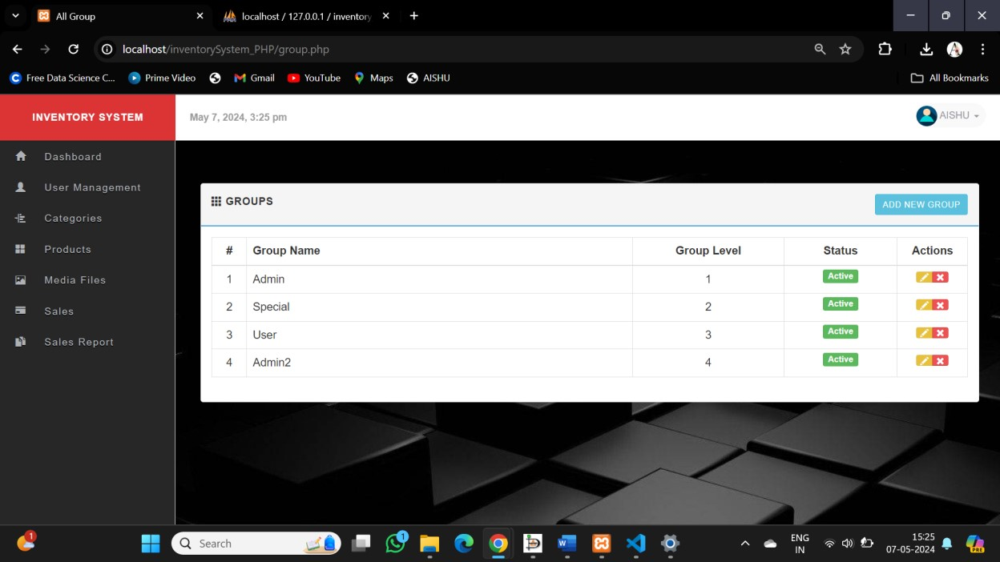 All Group
localhost / 127.0.0.1 / inventory
localhost/inventorySystem_PHP/group.php
Free Data Science C... Prime Video Gmail YouTube Maps AISHU All Bookmarks
INVENTORY SYSTEM
May 7, 2024, 3:25 pm
AISHU
Dashboard
User Management
Categories
Products
Media Files
Sales
Sales Report
GROUPS
ADD NEW GROUP
# Group Name Group Level Status Actions
1 Admin 1 Active
2 Special 2 Active
3 User 3 Active
4 Admin2 4 Active
1
Search
1
ENG
IN
15:25
07-05-2024
PRE